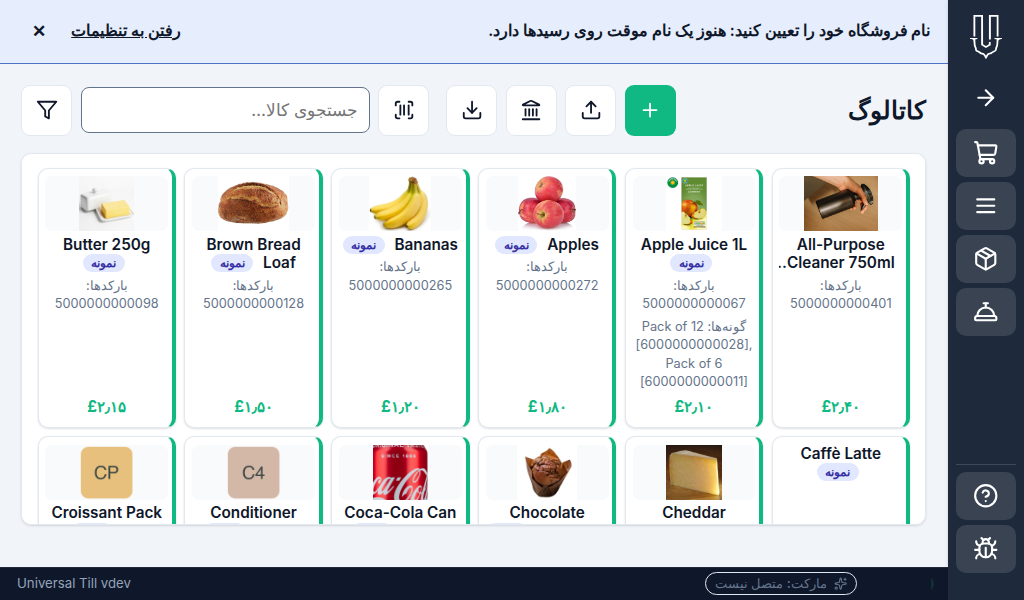 نام فروشگاه خود را تعیین کنید: هنوز یک نام موقت روی رسیدها دارد.
رفتن به تنظیمات
✕
کاتالوگ
جستجوی کالا...
All-Purpose
Cleaner 750ml..
بارکدها:
5000000000401
£۲٫۴۰
Apple Juice 1L
نمونه
بارکدها:
5000000000067
گونه‌ها: Pack of 12
[6000000000028],
Pack of 6
[6000000000011]
£۲٫۱۰
Apples نمونه
بارکدها:
5000000000272
£۱٫۸۰
Bananas نمونه
بارکدها:
5000000000265
£۱٫۲۰
Brown Bread
Loaf نمونه
بارکدها:
5000000000128
£۱٫۵۰
Butter 250g
نمونه
بارکدها:
5000000000098
£۲٫۱۵
Caffè Latte
نمونه
Cheddar
Chocolate
Coca-Cola Can
C4
Conditioner
CP
Croissant Pack
مارکت: متصل نیست
Universal Till vdev